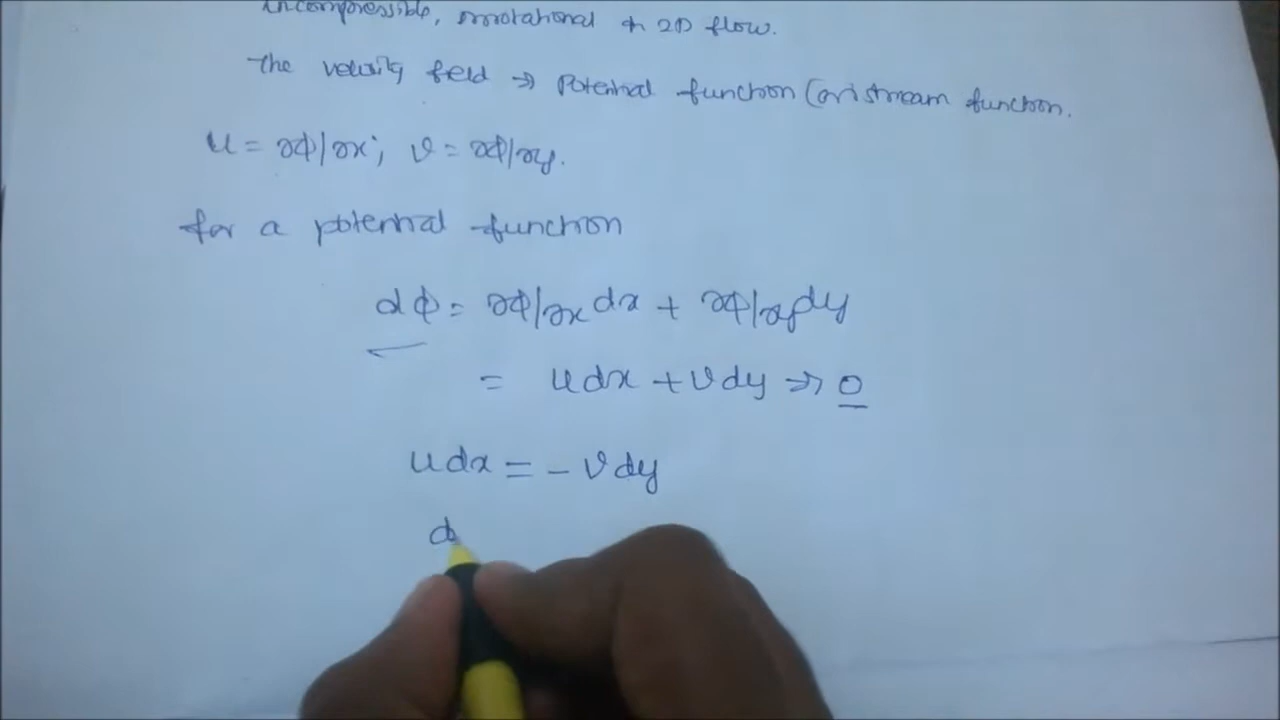 incompressible, irrotational & 2D flow.
The velocity field ⇒ Potential function (or) stream function.
u = ∂Φ/∂x; v = ∂Φ/∂y.
for a potential function
dϕ = ∂Φ/∂x dx + ∂Φ/∂y dy
= udx + vdy ⇒ 0
udx = - vdy
d